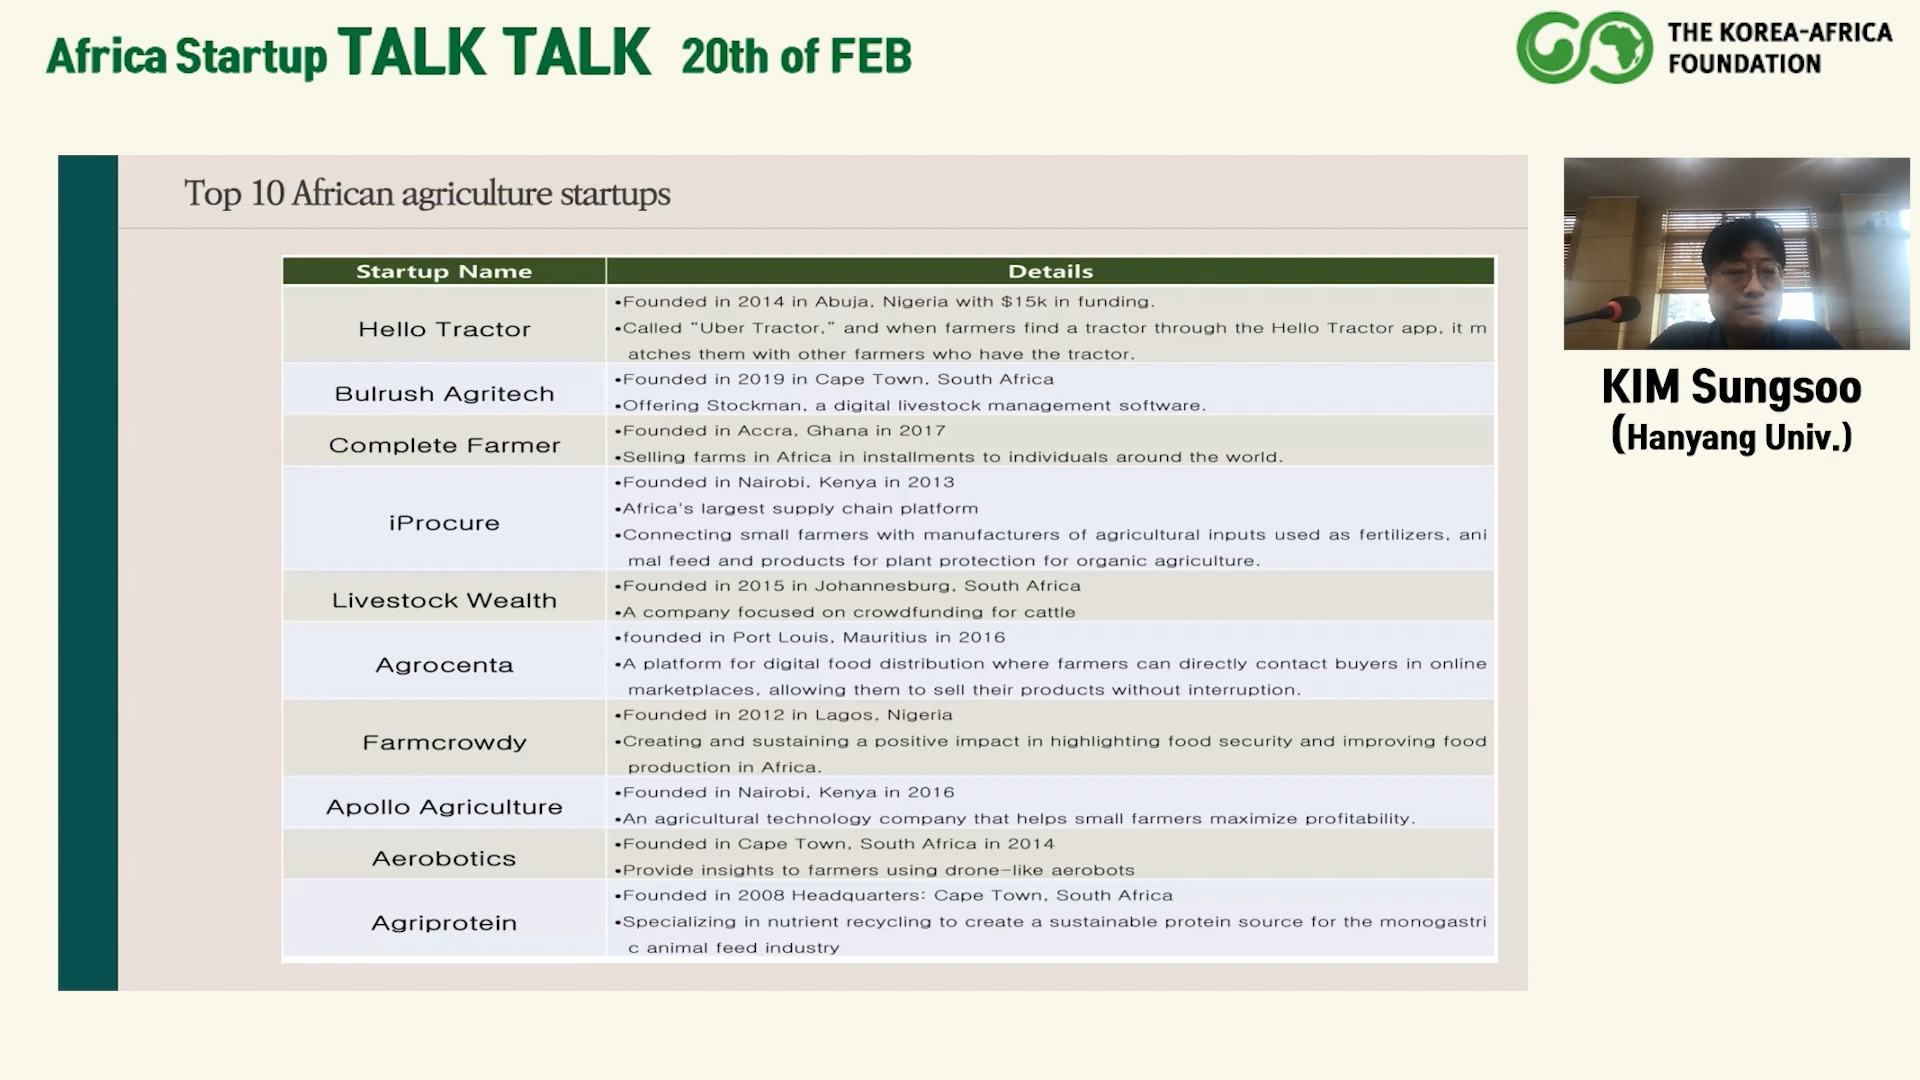 Africa Startup TALK TALK 20th of FEB
THE KOREA-AFRICA
FOUNDATION
Top 10 African agriculture startups
Startup Name
Details
Hello Tractor
•Founded in 2014 in Abuja, Nigeria with $15k in funding.
•Called “Uber Tractor,” and when farmers find a tractor through the Hello Tractor app, it m
atches them with other farmers who have the tractor.
Bulrush Agritech
•Founded in 2019 in Cape Town, South Africa
•Offering Stockman, a digital livestock management software.
Complete Farmer
•Founded in Accra, Ghana in 2017
•Selling farms in Africa in installments to individuals around the world.
iProcure
•Founded in Nairobi, Kenya in 2013
•Africa's largest supply chain platform
•Connecting small farmers with manufacturers of agricultural inputs used as fertilizers, ani
mal feed and products for plant protection for organic agriculture.
Livestock Wealth
•Founded in 2015 in Johannesburg, South Africa
•A company focused on crowdfunding for cattle
Agrocenta
•founded in Port Louis, Mauritius in 2016
•A platform for digital food distribution where farmers can directly contact buyers in online
marketplaces, allowing them to sell their products without interruption.
Farmcrowdy
•Founded in 2012 in Lagos, Nigeria
•Creating and sustaining a positive impact in highlighting food security and improving food
production in Africa.
Apollo Agriculture
•Founded in Nairobi, Kenya in 2016
•An agricultural technology company that helps small farmers maximize profitability.
Aerobotics
•Founded in Cape Town, South Africa in 2014
•Provide insights to farmers using drone-like aerobots
Agriprotein
•Founded in 2008 Headquarters: Cape Town, South Africa
•Specializing in nutrient recycling to create a sustainable protein source for the monogastri
c animal feed industry
KIM Sungsoo
(Hanyang Univ.)